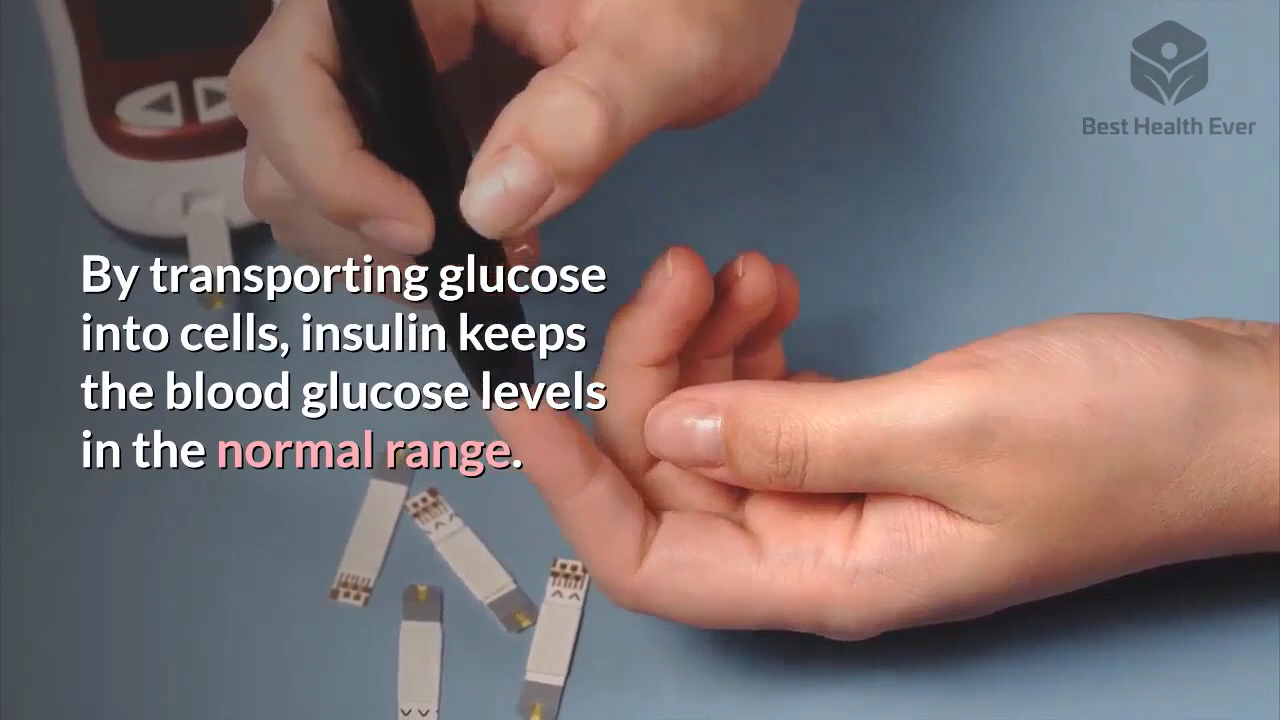 Best Health Ever
By transporting glucose
into cells, insulin keeps
the blood glucose levels
in the normal range.